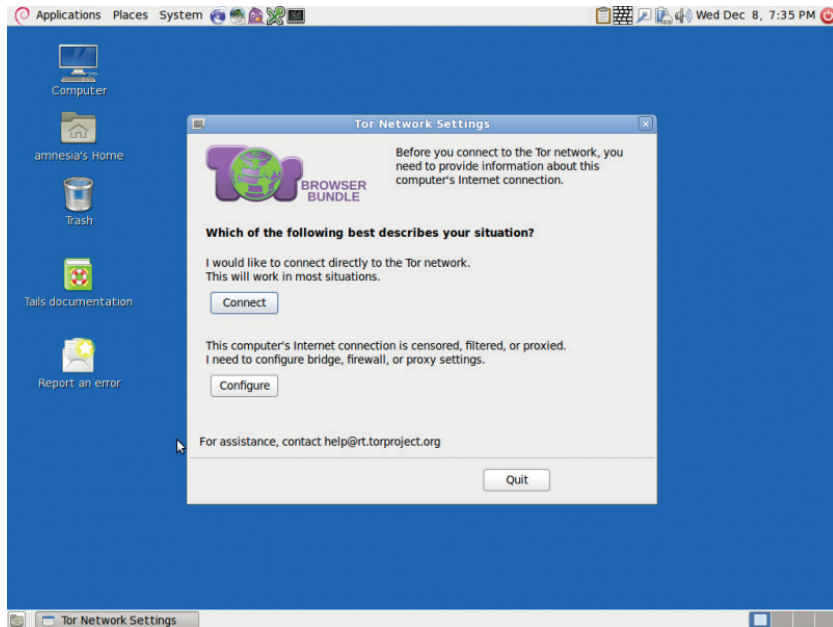 Applications Places System Wed Dec 8, 7:35 PM
Computer
amnesia's Home
Trash
Tails documentation
Report an error
Tor Network Settings
Tor
BROWSER
BUNDLE
Before you connect to the Tor network, you
need to provide information about this
computer's Internet connection.
Which of the following best describes your situation?
I would like to connect directly to the Tor network.
This will work in most situations.
Connect
This computer's Internet connection is censored, filtered, or proxied.
I need to configure bridge, firewall, or proxy settings.
Configure
For assistance, contact help@rt.torproject.org
Quit
Tor Network Settings